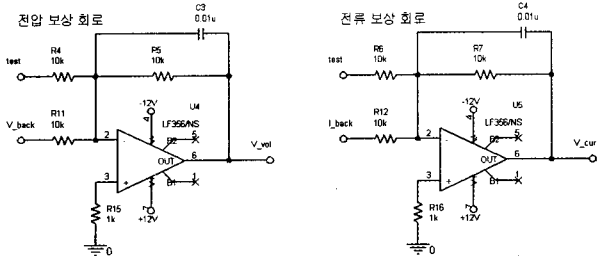 전압 보상 회로
C3
0.01u
test
R4
10k
R5
10k
V_back
R11
10k
-12V
4
U4
LF356/NS
2
-
B2
5
OUT
6
V_vol
3
+
B1
1
7
+12V
R15
1k
0
전류 보상 회로
C4
0.01u
test
R6
10k
R7
10k
I_back
R12
10k
-12V
4
U5
LF356/NS
2
-
B2
5
OUT
6
V_cur
3
+
B1
1
7
+12V
R16
1k
0